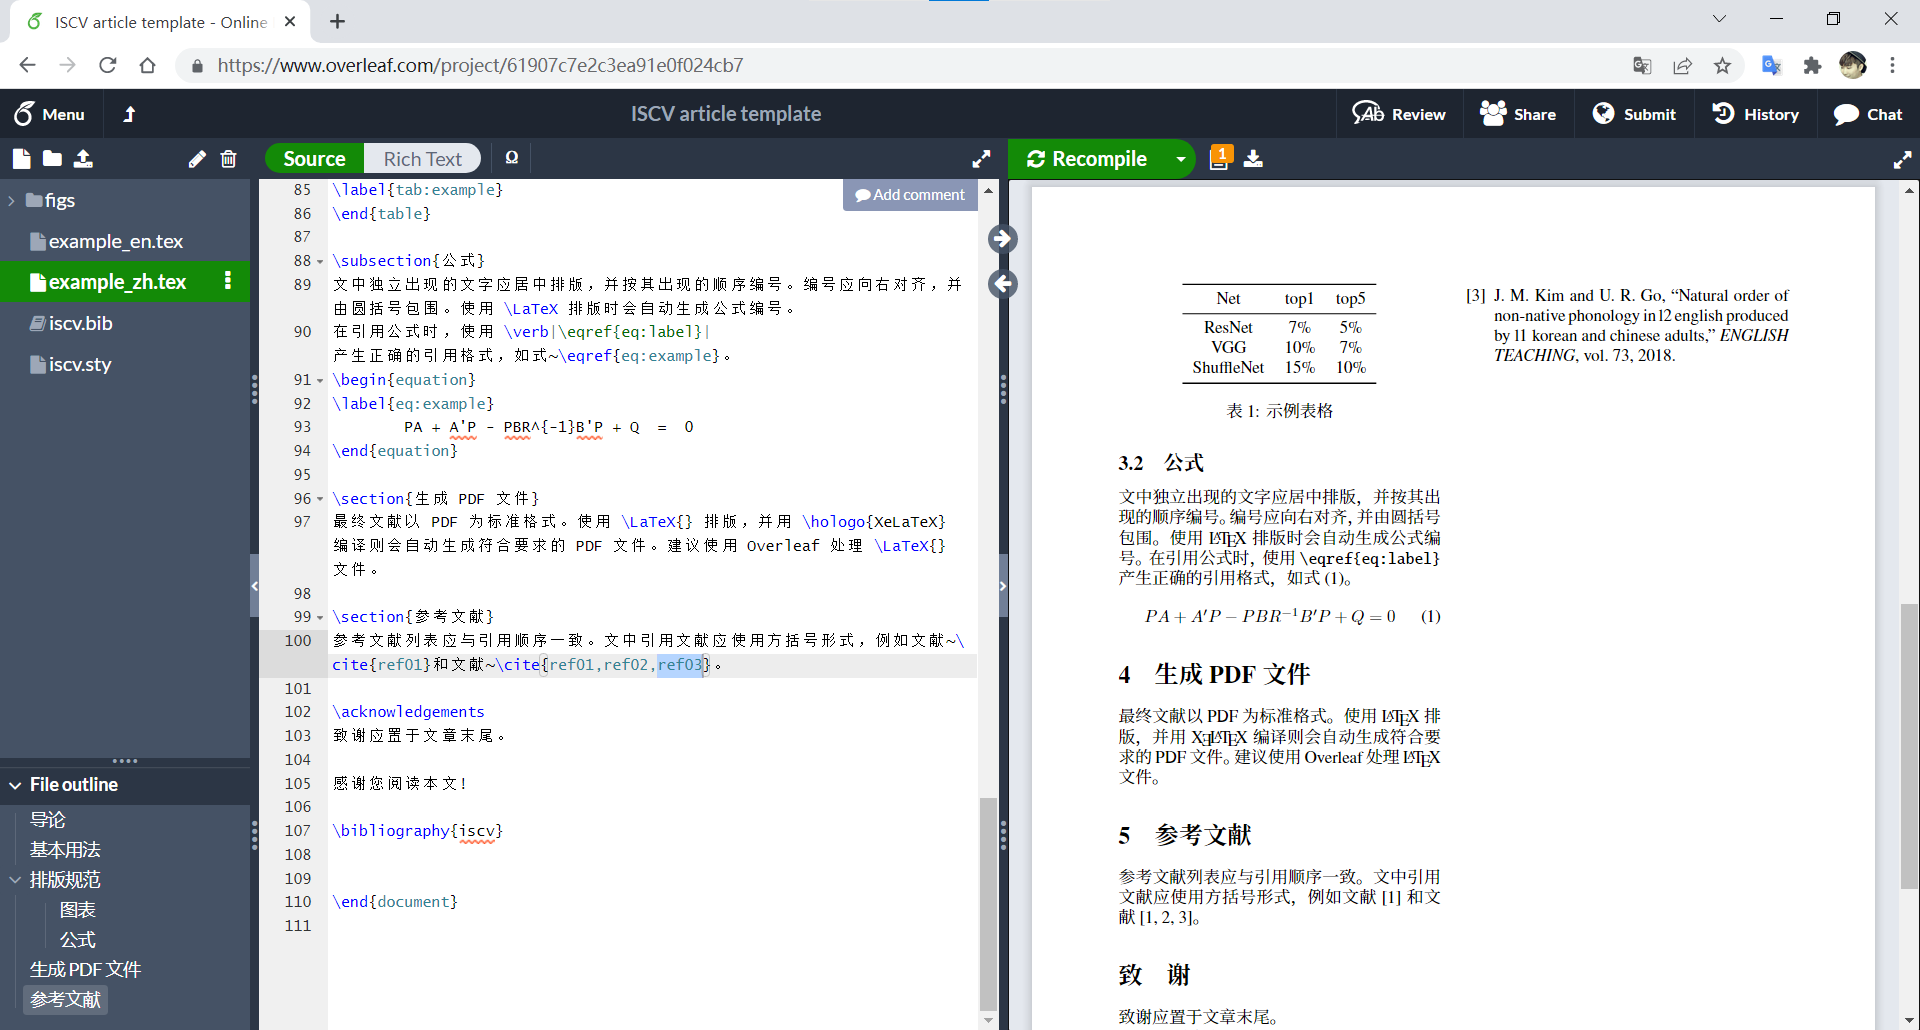 ISCV article template - Online
https://www.overleaf.com/project/61907c7e2c3ea91e0f024cb7
Menu
ISCV article template
Review
Share
Submit
History
Chat
Source
Rich Text
Ω
Recompile
1
figs
example_en.tex
example_zh.tex
iscv.bib
iscv.sty
File outline
导论
基本用法
排版规范
图表
公式
生成 PDF 文件
参考文献
Add comment
85 \label{tab:example}
86 \end{table}
87
88 \subsection{公式}
89 文中独立出现的文字应居中排版，并按其出现的顺序编号。编号应向右对齐，并
由圆括号包围。使用 \LaTeX 排版时会自动生成公式编号。
90 在引用公式时，使用 \verb|\eqref{eq:label}|
产生正确的引用格式，如式~\eqref{eq:example}。
91 \begin{equation}
92 \label{eq:example}
93 PA + A'P - PBR^{-1}B'P + Q = 0
94 \end{equation}
95
96 \section{生成 PDF 文件}
97 最终文献以 PDF 为标准格式。使用 \LaTeX{} 排版，并用 \hologo{XeLaTeX}
编译则会自动生成符合要求的 PDF 文件。建议使用 Overleaf 处理 \LaTeX{}
文件。
98
99 \section{参考文献}
100 参考文献列表应与引用顺序一致。文中引用文献应使用方括号形式，例如文献~\
cite{ref01}和文献~\cite{ref01,ref02,ref03}。
101
102 \acknowledgements
103 致谢应置于文章末尾。
104
105 感谢您阅读本文！
106
107 \bibliography{iscv}
108
109
110 \end{document}
111
Net top1 top5
ResNet 7% 5%
VGG 10% 7%
ShuffleNet 15% 10%
表 1: 示例表格
3.2 公式
文中独立出现的文字应居中排版，并按其出
现的顺序编号。编号应向右对齐，并由圆括号
包围。使用 LATEX 排版时会自动生成公式编
号。在引用公式时，使用 \eqref{eq:label}
产生正确的引用格式，如式 (1)。
PA + A′P − PBR⁻¹B′P + Q = 0 (1)
4 生成 PDF 文件
最终文献以 PDF 为标准格式。使用 LATEX 排
版，并用 XƎLATEX 编译则会自动生成符合要
求的 PDF 文件。建议使用 Overleaf 处理 LATEX
文件。
5 参考文献
参考文献列表应与引用顺序一致。文中引用
文献应使用方括号形式，例如文献 [1] 和文
献 [1, 2, 3]。
致 谢
致谢应置于文章末尾。
[3] J. M. Kim and U. R. Go, “Natural order of
non-native phonology in l2 english produced
by l1 korean and chinese adults,” ENGLISH
TEACHING, vol. 73, 2018.